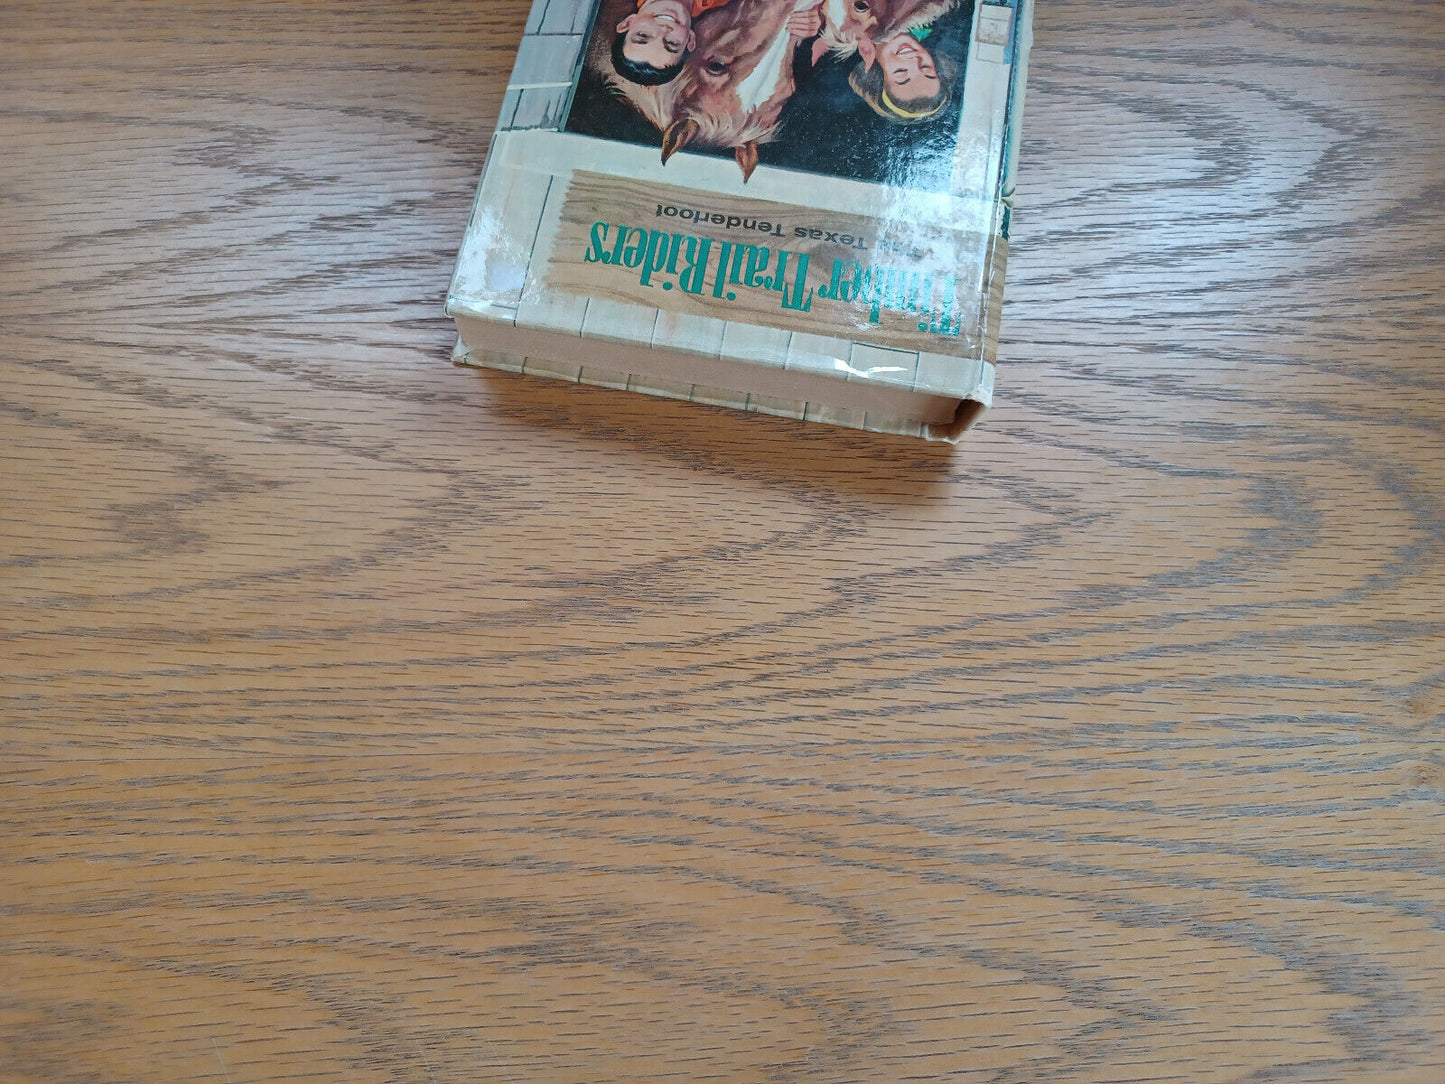 Timber Trail Riders
The Texas Tenderfoot